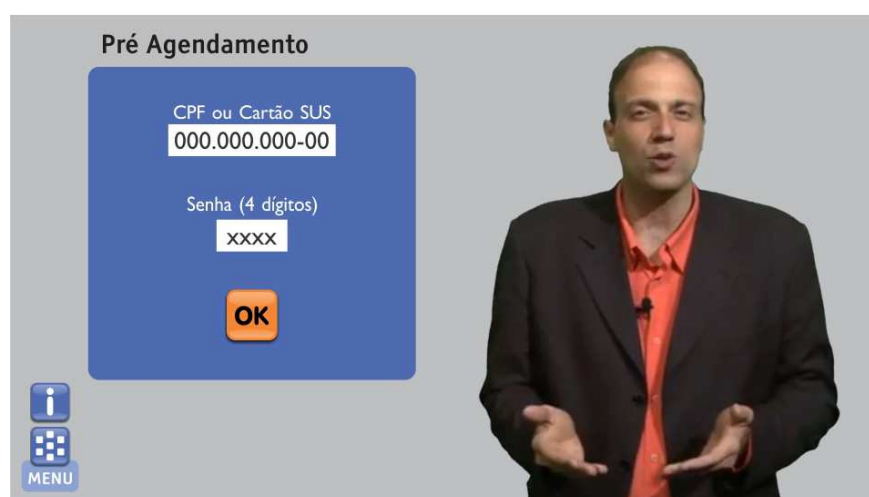 Pré Agendamento
CPF ou Cartão SUS
000.000.000-00
Senha (4 dígitos)
xxxx
OK
i
MENU